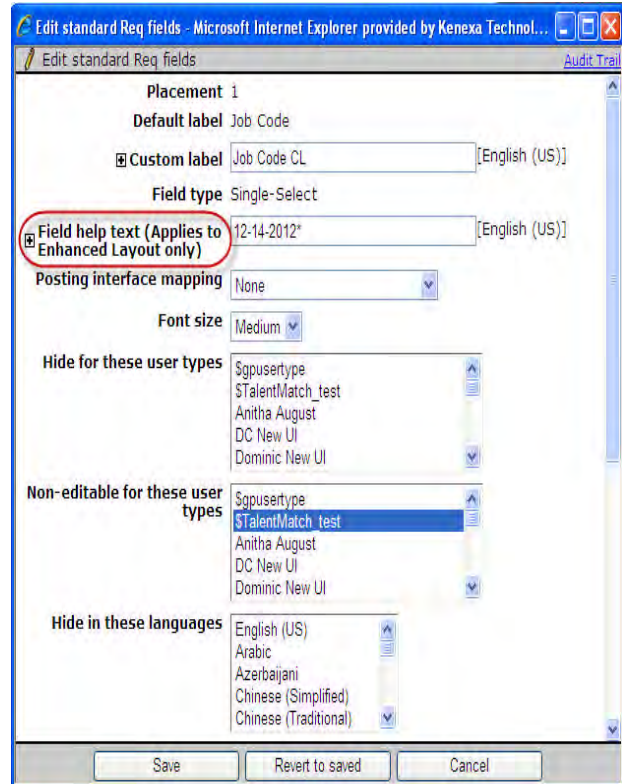 Edit standard Req fields - Microsoft Internet Explorer provided by Kenexa Technol...
Edit standard Req fields Audit Trail
Placement 1
Default label Job Code
Custom label Job Code CL [English (US)]
Field type Single-Select
Field help text (Applies to Enhanced Layout only) 12-14-2012* [English (US)]
Posting interface mapping None
Font size Medium
Hide for these user types $gpusertype
$TalentMatch_test
Anitha August
DC New UI
Dominic New UI
Non-editable for these user types $gpusertype
$TalentMatch_test
Anitha August
DC New UI
Dominic New UI
Hide in these languages English (US)
Arabic
Azerbaijani
Chinese (Simplified)
Chinese (Traditional)
Save Revert to saved Cancel